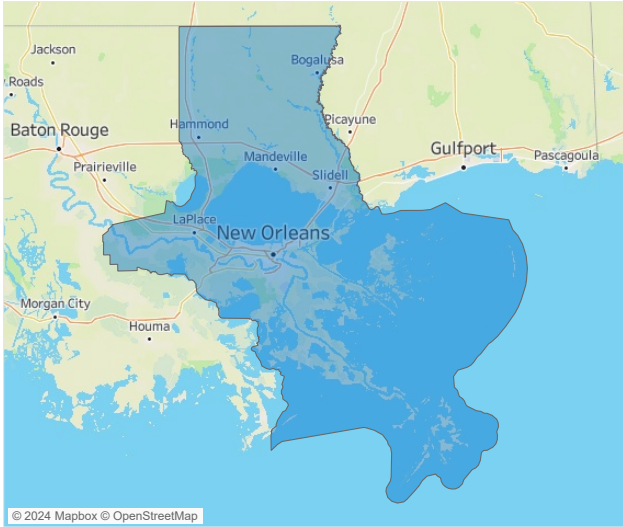 Jackson
Bogalusa
Roads
Hammond
Picayune
Baton Rouge
Gulfport
Prairieville
Mandeville
Pascagoula
Slidell
LaPlace
New Orleans
Morgan City
Houma
© 2024 Mapbox © OpenStreetMap